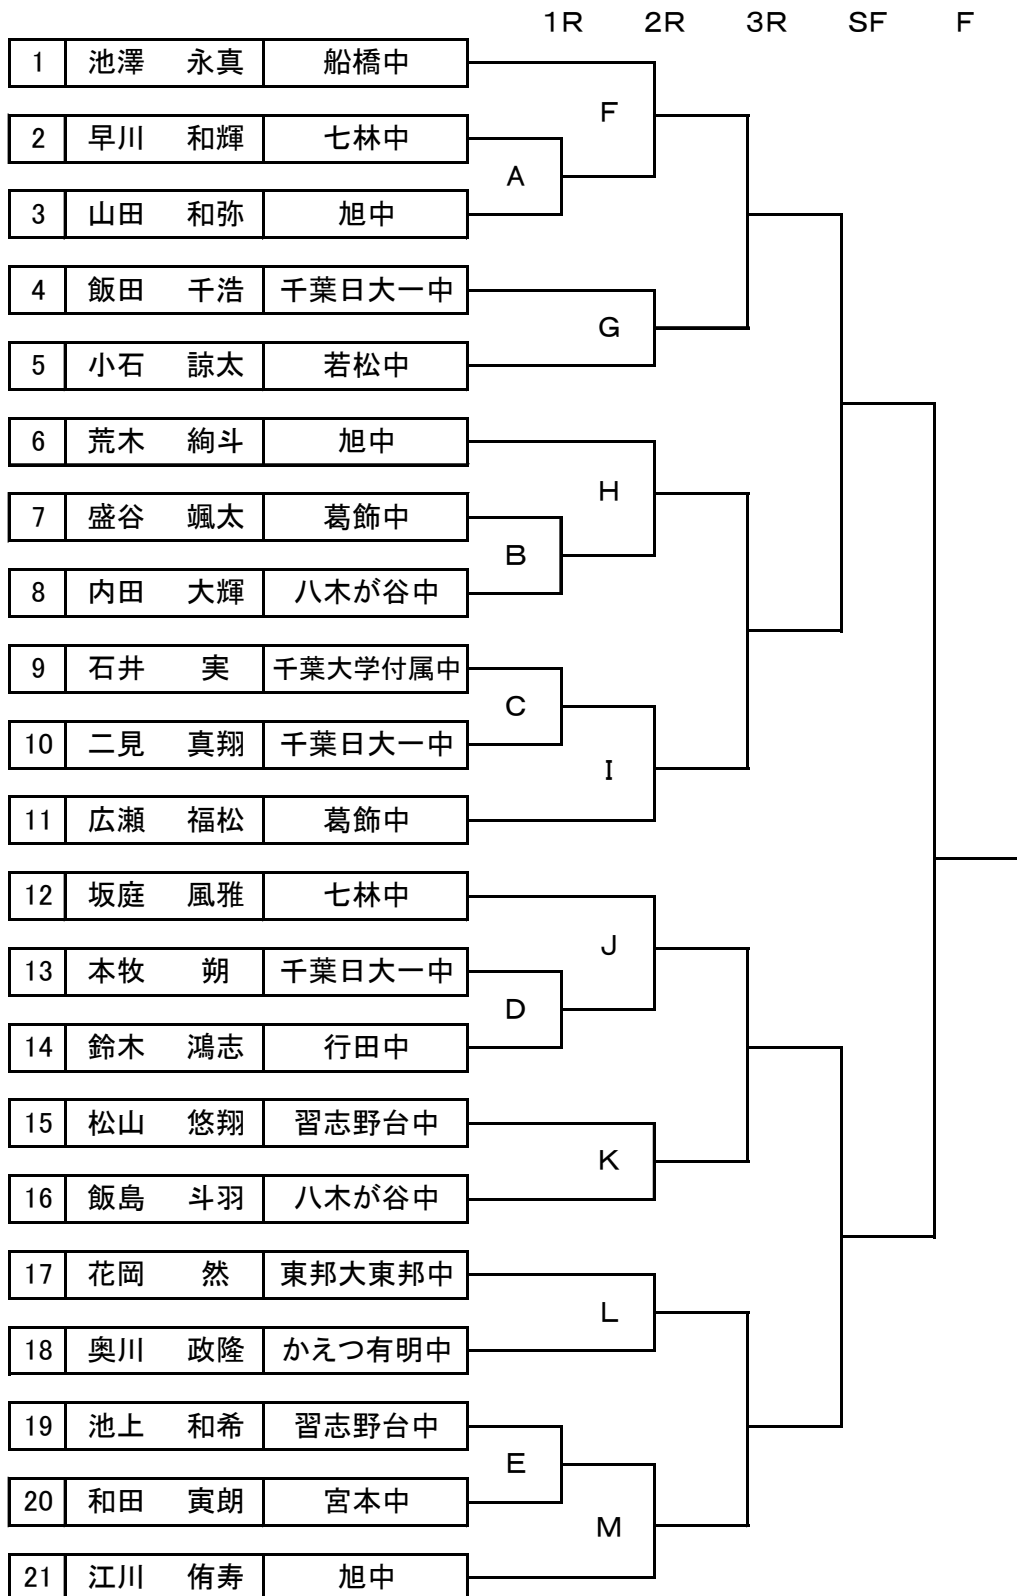 1R 2R 3R SF F
1 池澤 永真 船橋中
F
2 早川 和輝 七林中
A
3 山田 和弥 旭中
4 飯田 千浩 千葉日大一中
G
5 小石 諒太 若松中
6 荒木 絢斗 旭中
H
7 盛谷 颯太 葛飾中
B
8 内田 大輝 八木が谷中
9 石井 実 千葉大学付属中
C
10 二見 真翔 千葉日大一中
I
11 広瀬 福松 葛飾中
12 坂庭 風雅 七林中
J
13 本牧 朔 千葉日大一中
D
14 鈴木 鴻志 行田中
15 松山 悠翔 習志野台中
K
16 飯島 斗羽 八木が谷中
17 花岡 然 東邦大東邦中
L
18 奥川 政隆 かえつ有明中
19 池上 和希 習志野台中
E
20 和田 寅朗 宮本中
M
21 江川 侑寿 旭中